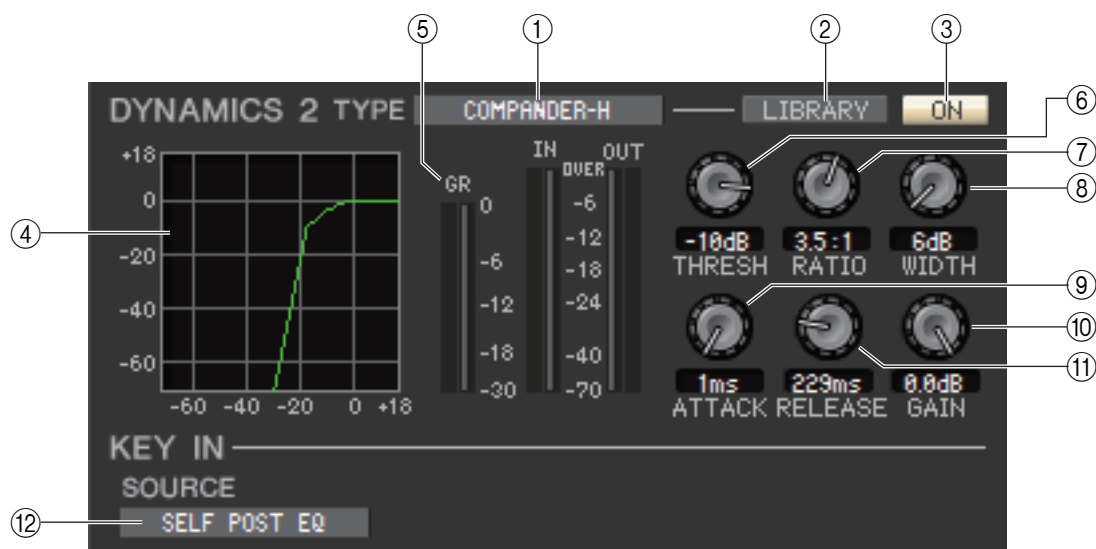 ⑤ ① ② ③
DYNAMICS 2 TYPE COMPANDER-H LIBRARY ON
⑥
⑦
⑧
④
+18
0
-20
-40
-60
-60 -40 -20 0 +18
GR
0
-6
-12
-18
-30
IN OUT
OVER
-6
-12
-18
-24
-40
-70
-10dB 3.5:1 6dB
THRESH RATIO WIDTH
⑨
⑩
⑪
1ms 229ms 0.0dB
ATTACK RELEASE GAIN
KEY IN
SOURCE
⑫ SELF POST EQ